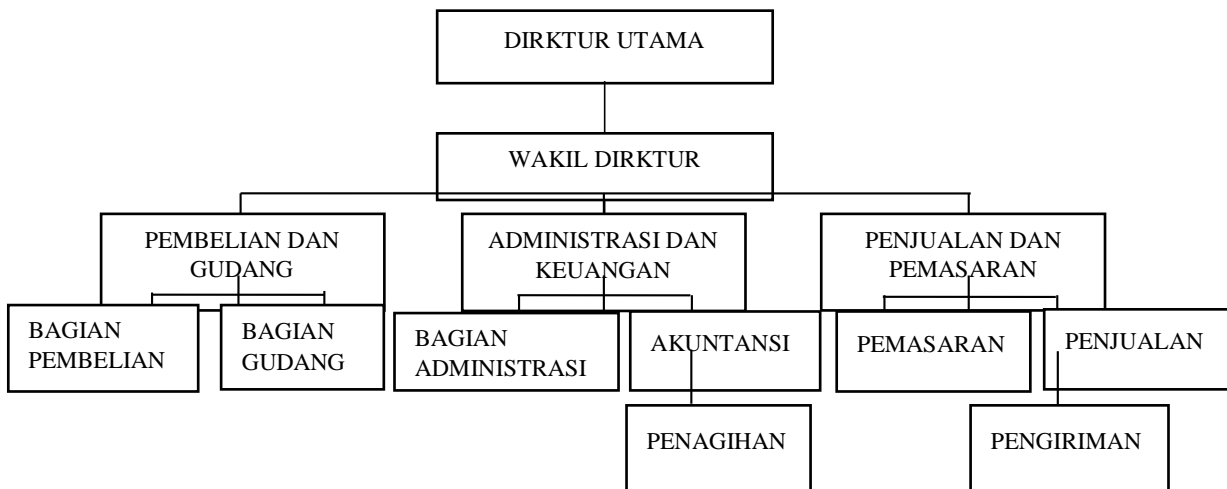 DIRKTUR UTAMA
WAKIL DIRKTUR
PEMBELIAN DAN
GUDANG
ADMINISTRASI DAN
KEUANGAN
PENJUALAN DAN
PEMASARAN
BAGIAN
PEMBELIAN
BAGIAN
GUDANG
BAGIAN
ADMINISTRASI
AKUNTANSI
PEMASARAN
PENJUALAN
PENAGIHAN
PENGIRIMAN